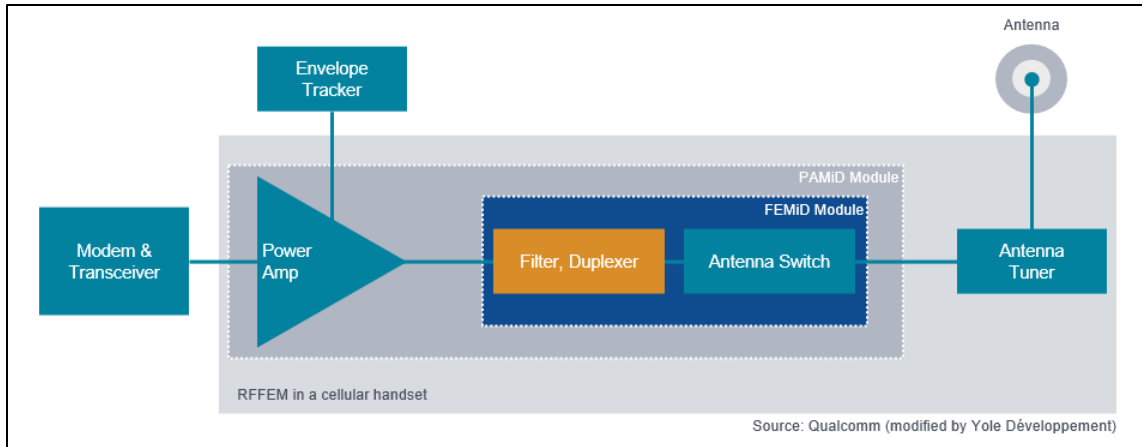 Antenna
Envelope
Tracker
PAMiD Module
FEMiD Module
Modem &
Transceiver
Power
Amp
Filter, Duplexer
Antenna Switch
Antenna
Tuner
RFFEM in a cellular handset
Source: Qualcomm (modified by Yole Développement)